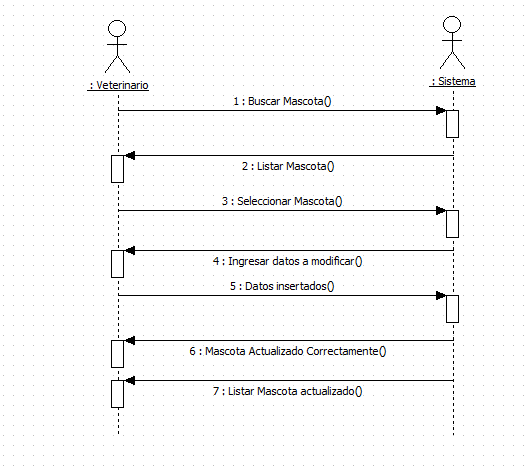 : Veterinario
: Sistema
1 : Buscar Mascota()
2 : Listar Mascota()
3 : Seleccionar Mascota()
4 : Ingresar datos a modificar()
5 : Datos insertados()
6 : Mascota Actualizado Correctamente()
7 : Listar Mascota actualizado()